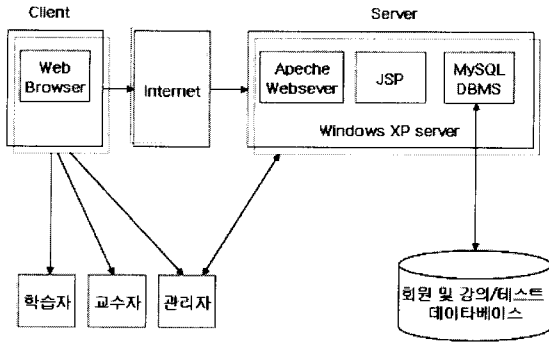 Client
Server
Web
Browser
Internet
Apeche
Websever
JSP
MySQL
DBMS
Windows XP server
학습자
교수자
관리자
회원 및 강의/테스트
데이타베이스